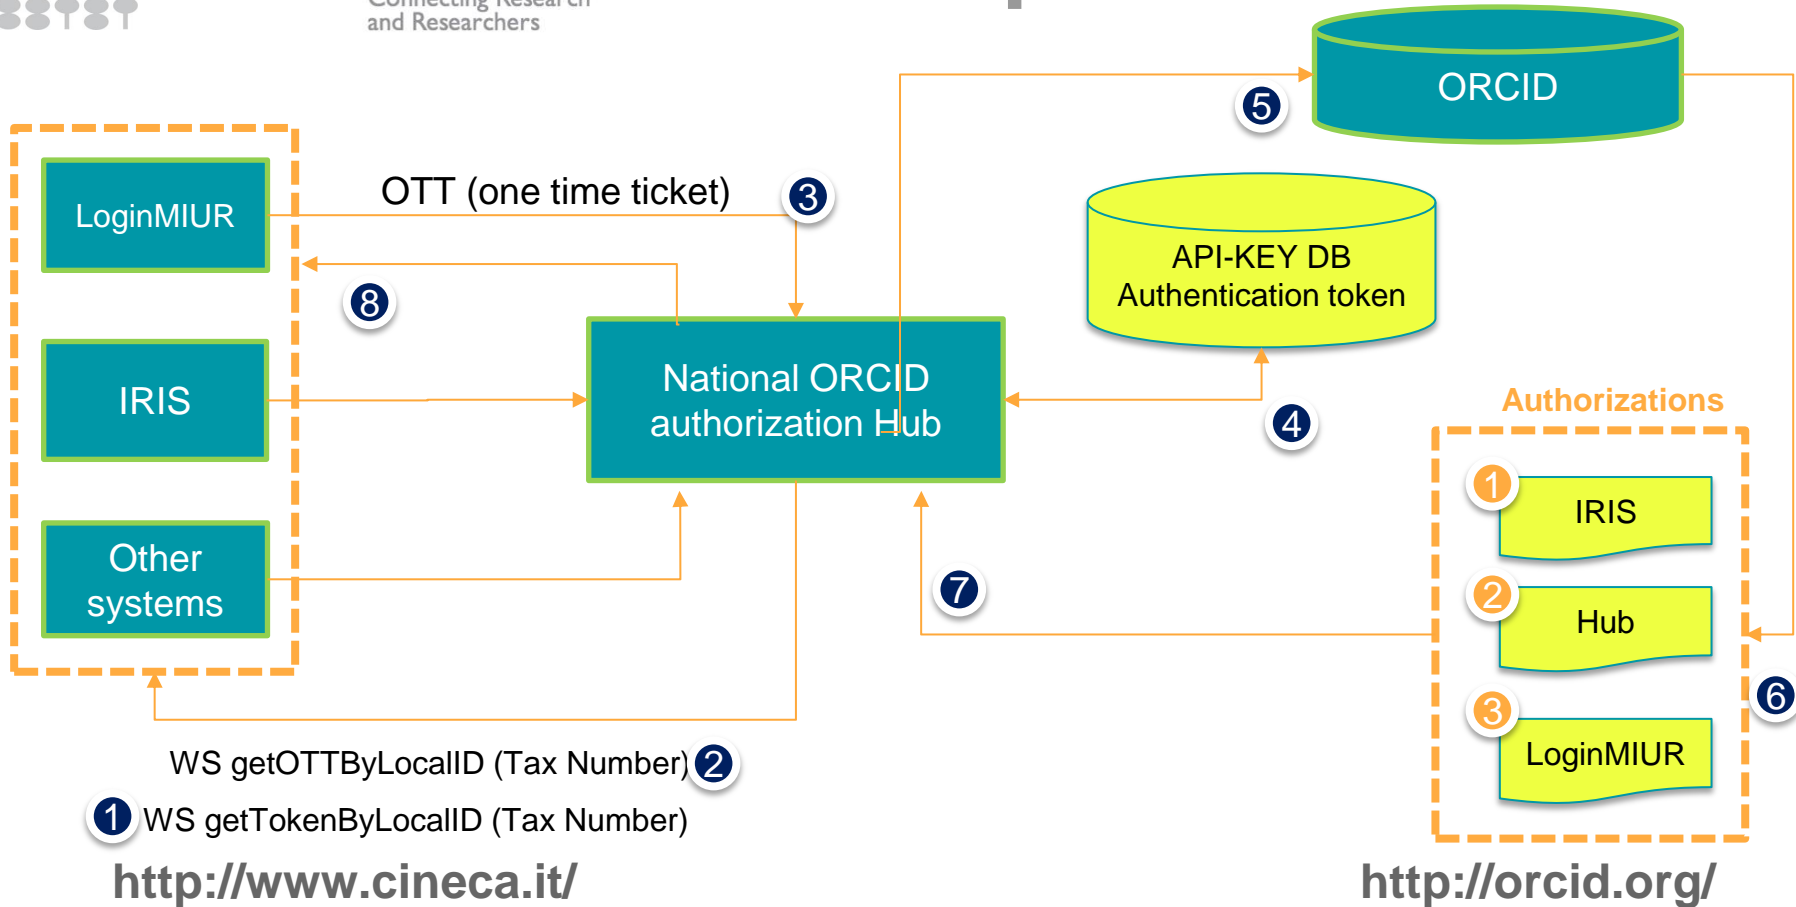 Connecting Research
and Researchers
ORCID
5
LoginMIUR
OTT (one time ticket)
3
API-KEY DB
Authentication token
8
IRIS
National ORCID
authorization Hub
4
Authorizations
1
IRIS
Other
systems
7
2
Hub
6
3
LoginMIUR
WS getOTTByLocalID (Tax Number)
2
1
WS getTokenByLocalID (Tax Number)
http://www.cineca.it/
http://orcid.org/